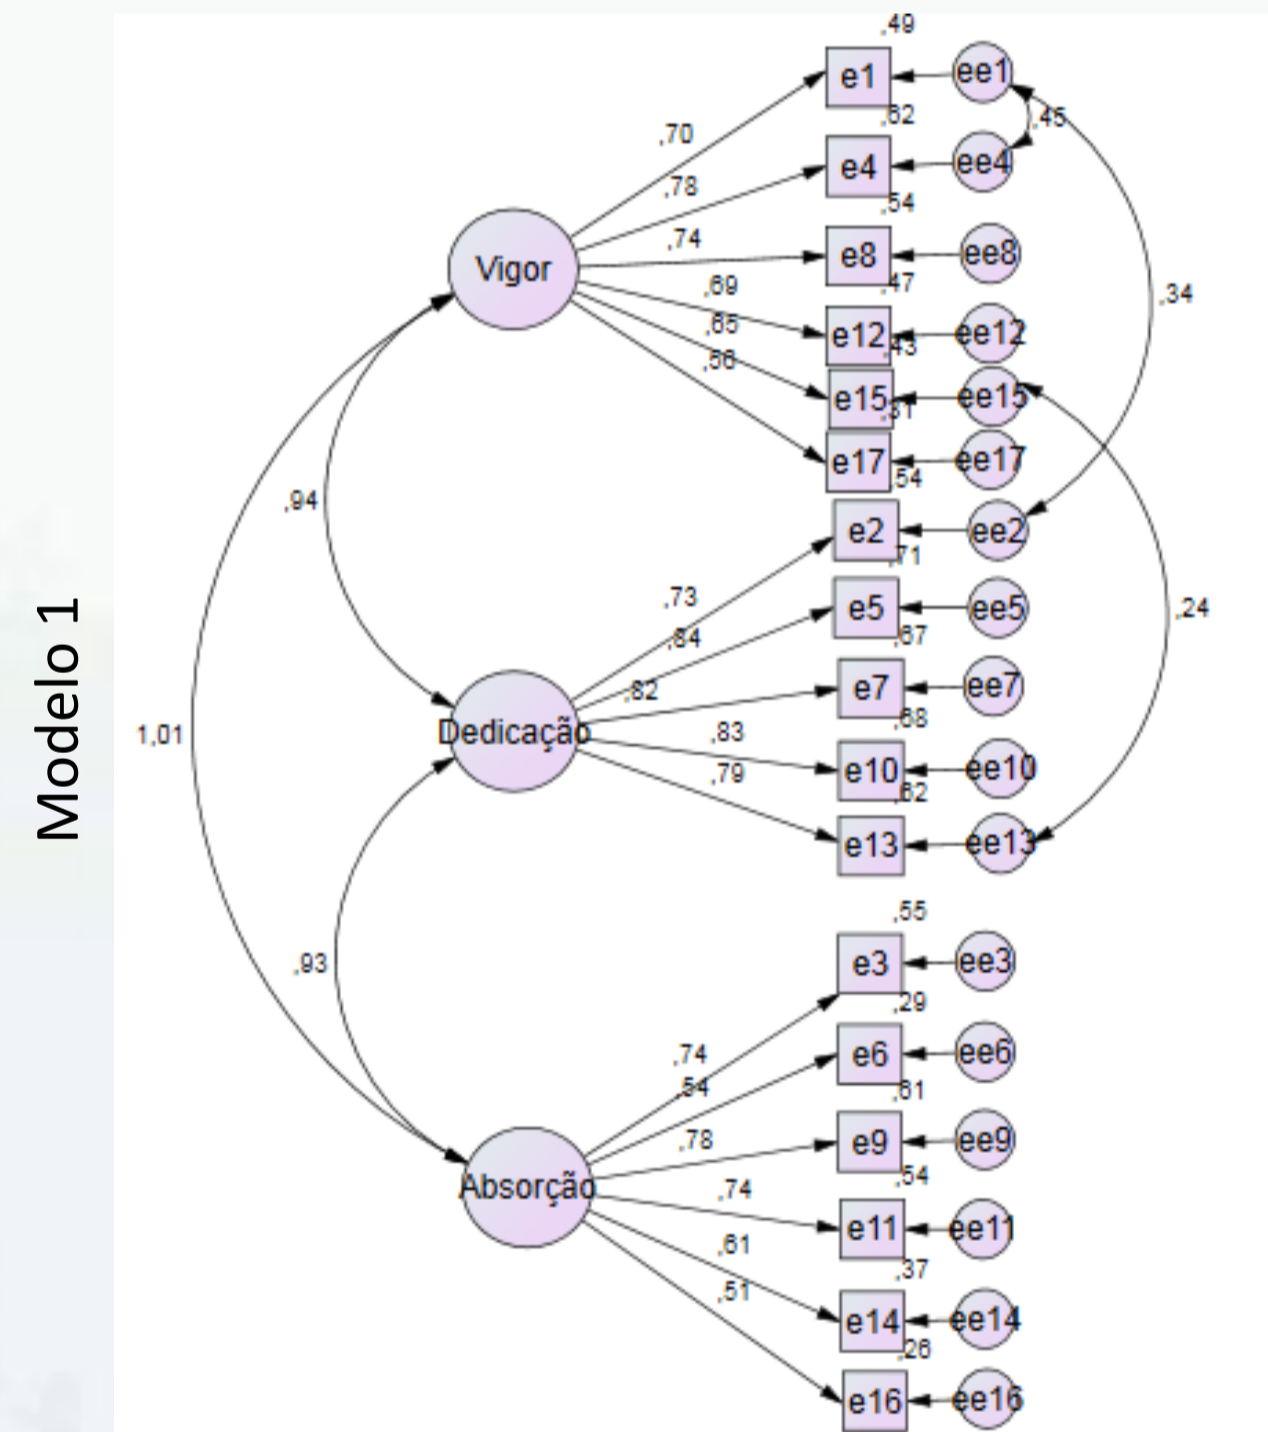 Modelo 1
,49
e1
ee1
,62
,45
,70
e4
ee4
,78
,54
Vigor
,74
e8
ee8
,47
,69
,34
e12
ee12
,65
,43
,56
e15
ee15
,31
e17
ee17
,54
,94
e2
ee2
,71
,73
e5
ee5
,24
,84
,67
,82
e7
ee7
,68
Dedicação
1,01
,83
,79
e10
ee10
,62
e13
ee13
,55
,93
e3
ee3
,29
,74
e6
ee6
,54
,61
,78
e9
ee9
,54
Absorção
,74
e11
ee11
,61
,37
,51
e14
ee14
,26
e16
ee16